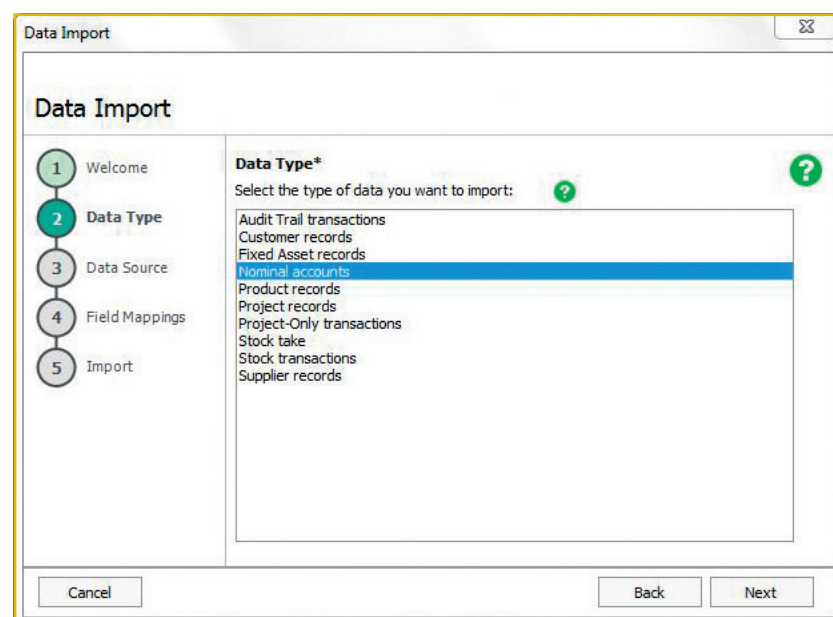 Data Import
Data Import
1 Welcome
2 Data Type
3 Data Source
4 Field Mappings
5 Import
Data Type*
?
Select the type of data you want to import: ?
Audit Trail transactions
Customer records
Fixed Asset records
Nominal accounts
Product records
Project records
Project-Only transactions
Stock take
Stock transactions
Supplier records
Cancel
Back
Next